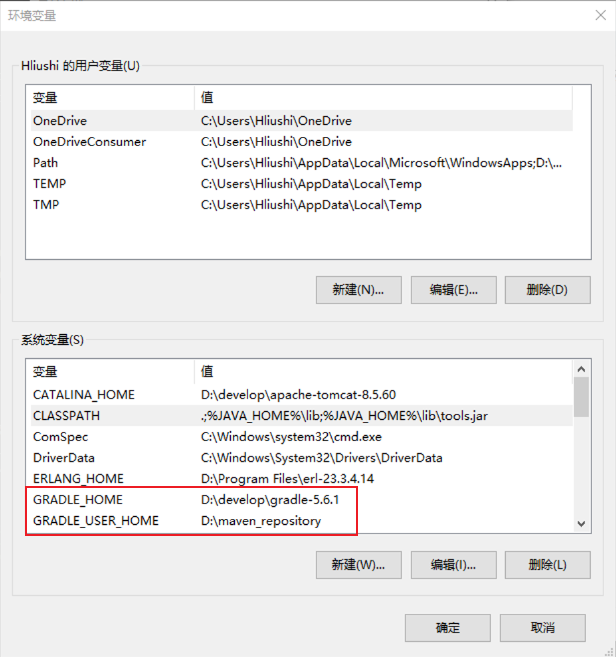 环境变量
Hliushi 的用户变量(U)
变量 值
OneDrive C:\Users\Hliushi\OneDrive
OneDriveConsumer C:\Users\Hliushi\OneDrive
Path C:\Users\Hliushi\AppData\Local\Microsoft\WindowsApps;D:\...
TEMP C:\Users\Hliushi\AppData\Local\Temp
TMP C:\Users\Hliushi\AppData\Local\Temp
新建(N)... 编辑(E)... 删除(D)
系统变量(S)
变量 值
CATALINA_HOME D:\develop\apache-tomcat-8.5.60
CLASSPATH .;%JAVA_HOME%\lib;%JAVA_HOME%\lib\tools.jar
ComSpec C:\Windows\system32\cmd.exe
DriverData C:\Windows\System32\Drivers\DriverData
ERLANG_HOME D:\Program Files\erl-23.3.4.14
GRADLE_HOME D:\develop\gradle-5.6.1
GRADLE_USER_HOME D:\maven_repository
新建(W)... 编辑(I)... 删除(L)
确定 取消